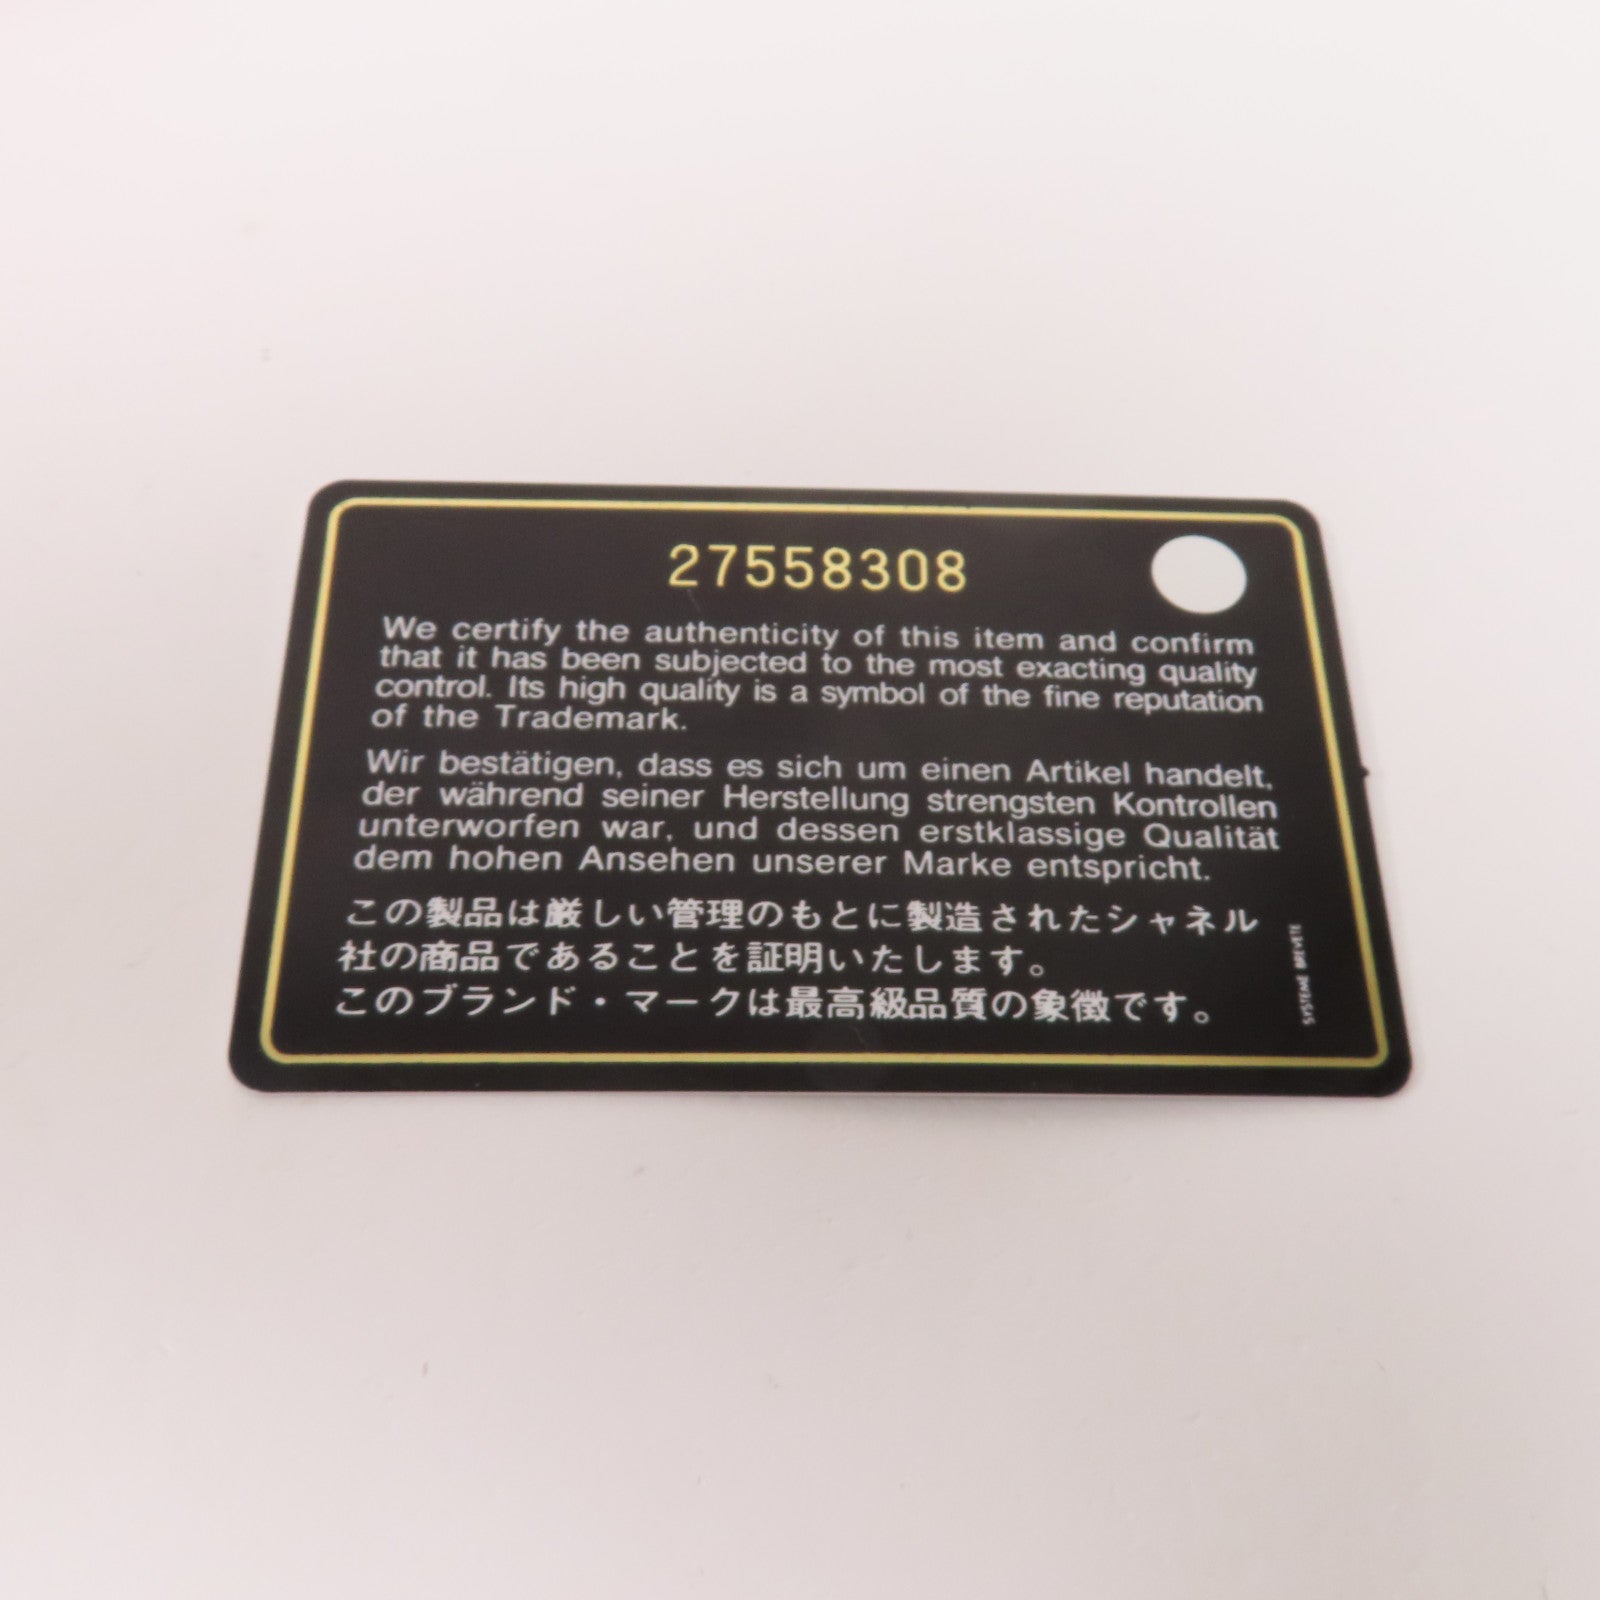 27558308
We certify the authenticity of this item and confirm
that it has been subjected to the most exacting quality
control. Its high quality is a symbol of the fine reputation
of the Trademark.
Wir bestätigen, dass es sich um einen Artikel handelt,
der während seiner Herstellung strengsten Kontrollen
unterworfen war, und dessen erstklassige Qualität
dem hohen Ansehen unserer Marke entspricht.
この製品は厳しい管理のもとに製造されたシャネル
社の商品であることを証明いたします。
このブランド・マークは最高級品質の象徴です。
SYSTEME BREVETE